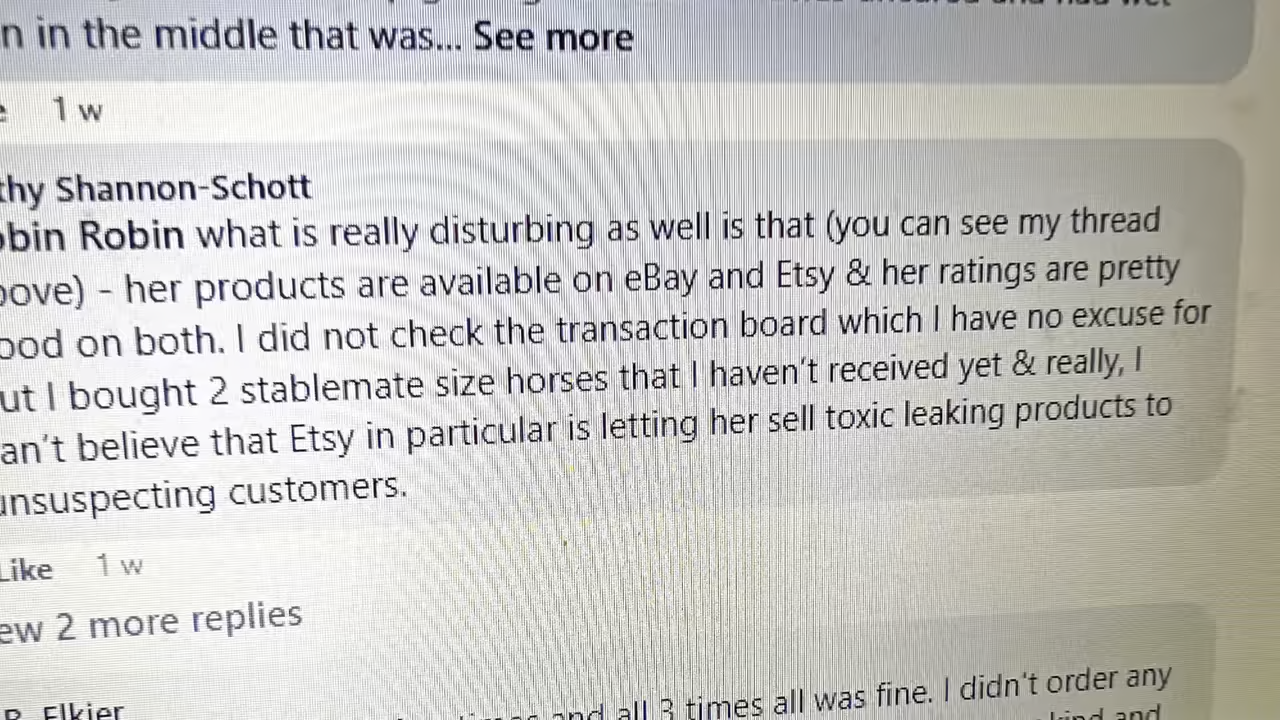 n in the middle that was... See more
1 w
thy Shannon-Schott
bin Robin what is really disturbing as well is that (you can see my thread
ove) - her products are available on eBay and Etsy & her ratings are pretty
ood on both. I did not check the transaction board which I have no excuse for
ut I bought 2 stablemate size horses that I haven't received yet & really, I
an't believe that Etsy in particular is letting her sell toxic leaking products to
unsuspecting customers.
Like 1 w
ew 2 more replies
and all 3 times all was fine. I didn't order any
R. Elkier
kind and